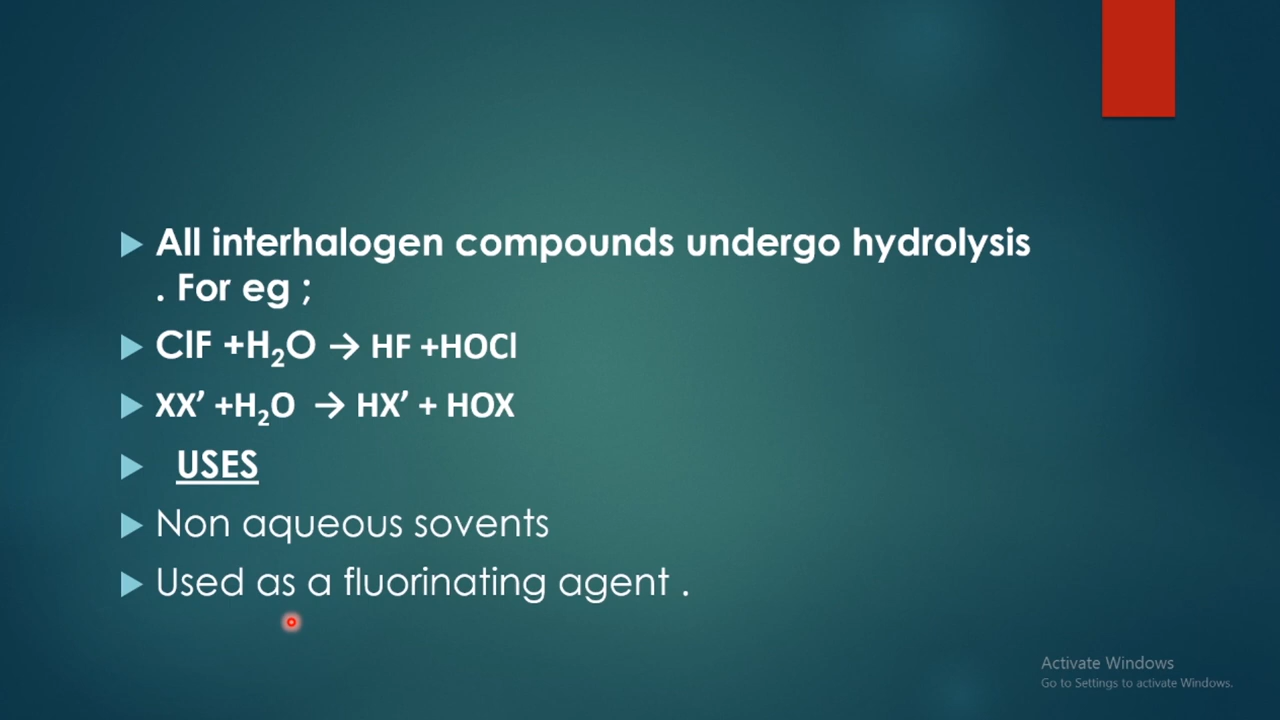 All interhalogen compounds undergo hydrolysis
. For eg ;
ClF +H₂O → HF +HOCl
XX’ +H₂O → HX’ + HOX
USES
Non aqueous sovents
Used as a fluorinating agent .
Activate Windows
Go to Settings to activate Windows.